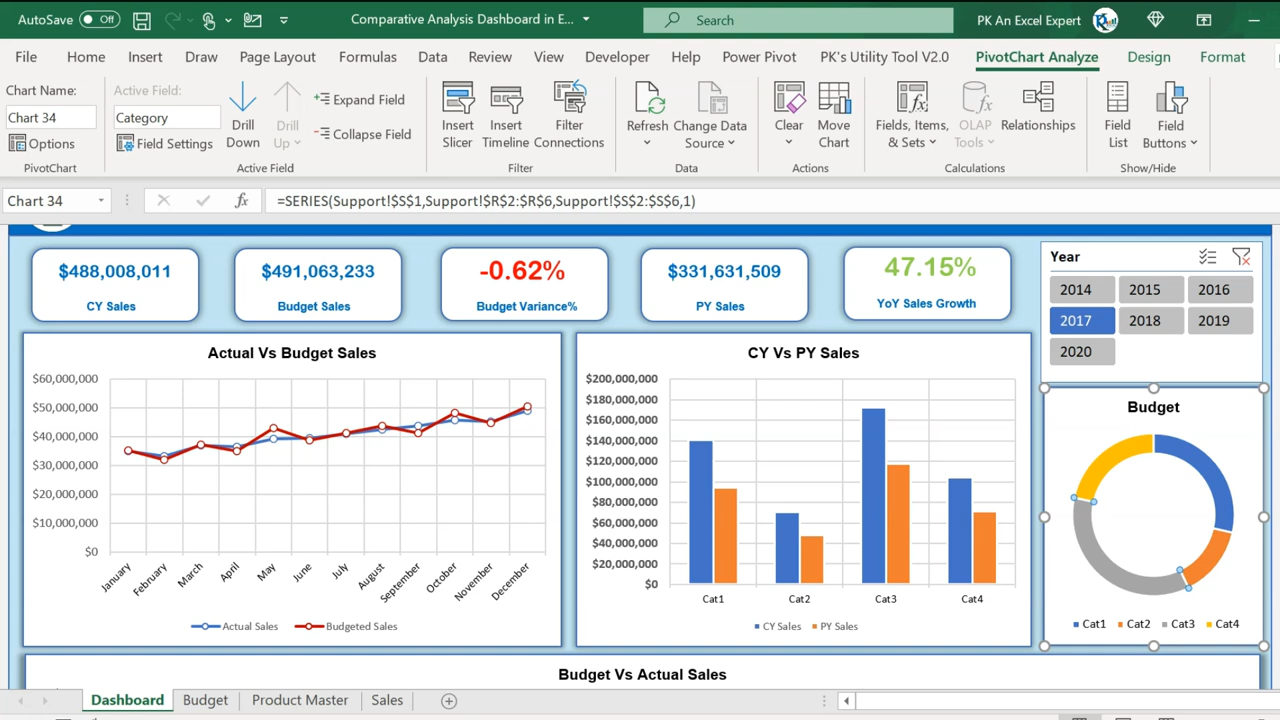 AutoSave Off Comparative Analysis Dashboard in E... Search PK An Excel Expert
File Home Insert Draw Page Layout Formulas Data Review View Developer Help Power Pivot PK's Utility Tool V2.0 PivotChart Analyze Design Format
Chart Name:
Chart 34
Options
PivotChart
Active Field:
Category
Field Settings
Drill Down
Drill Up
Expand Field
Collapse Field
Active Field
Insert Slicer
Insert Timeline
Filter Connections
Filter
Refresh
Change Data Source
Data
Clear
Move Chart
Actions
Fields, Items, & Sets
OLAP Tools
Relationships
Calculations
Field List
Field Buttons
Show/Hide
Chart 34 fx =SERIES(Support!$S$1,Support!$R$2:$R$6,Support!$S$2:$S$6,1)
$488,008,011
CY Sales
$491,063,233
Budget Sales
-0.62%
Budget Variance%
$331,631,509
PY Sales
47.15%
YoY Sales Growth
Year
2014 2015 2016
2017 2018 2019
2020
Actual Vs Budget Sales
$60,000,000
$50,000,000
$40,000,000
$30,000,000
$20,000,000
$10,000,000
$0
January February March April May June July August September October November December
Actual Sales Budgeted Sales
CY Vs PY Sales
$200,000,000
$180,000,000
$160,000,000
$140,000,000
$120,000,000
$100,000,000
$80,000,000
$60,000,000
$40,000,000
$20,000,000
$0
Cat1 Cat2 Cat3 Cat4
CY Sales PY Sales
Budget
Cat1 Cat2 Cat3 Cat4
Budget Vs Actual Sales
Dashboard Budget Product Master Sales